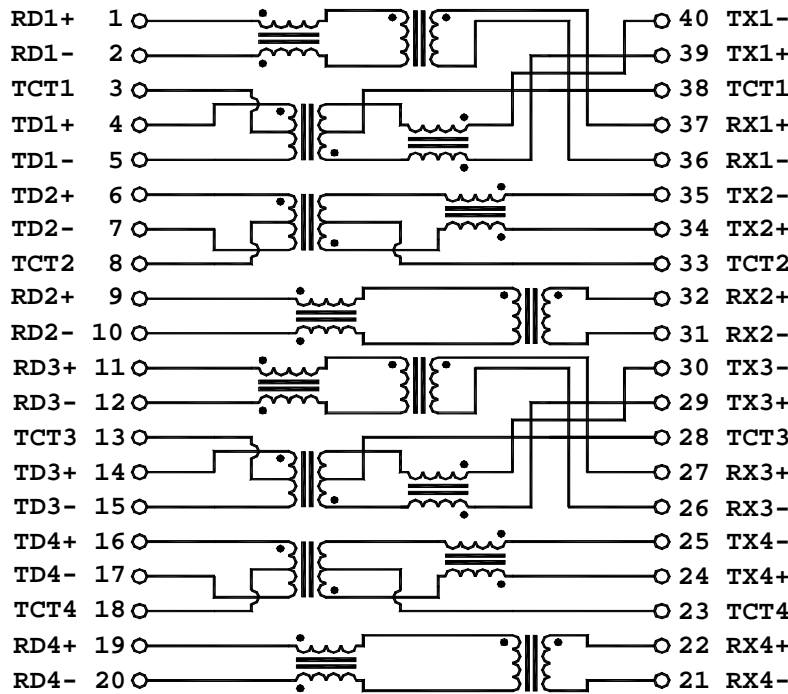 RD1+ 1 40 TX1-
RD1- 2 39 TX1+
TCT1 3 38 TCT1
TD1+ 4 37 RX1+
TD1- 5 36 RX1-
TD2+ 6 35 TX2-
TD2- 7 34 TX2+
TCT2 8 33 TCT2
RD2+ 9 32 RX2+
RD2- 10 31 RX2-
RD3+ 11 30 TX3-
RD3- 12 29 TX3+
TCT3 13 28 TCT3
TD3+ 14 27 RX3+
TD3- 15 26 RX3-
TD4+ 16 25 TX4-
TD4- 17 24 TX4+
TCT4 18 23 TCT4
RD4+ 19 22 RX4+
RD4- 20 21 RX4-